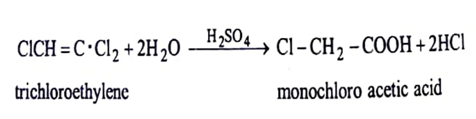 ClCH=C·Cl₂+2H₂O —H₂SO₄→ Cl–CH₂–COOH+2HCl
trichloroethylene monochloro acetic acid